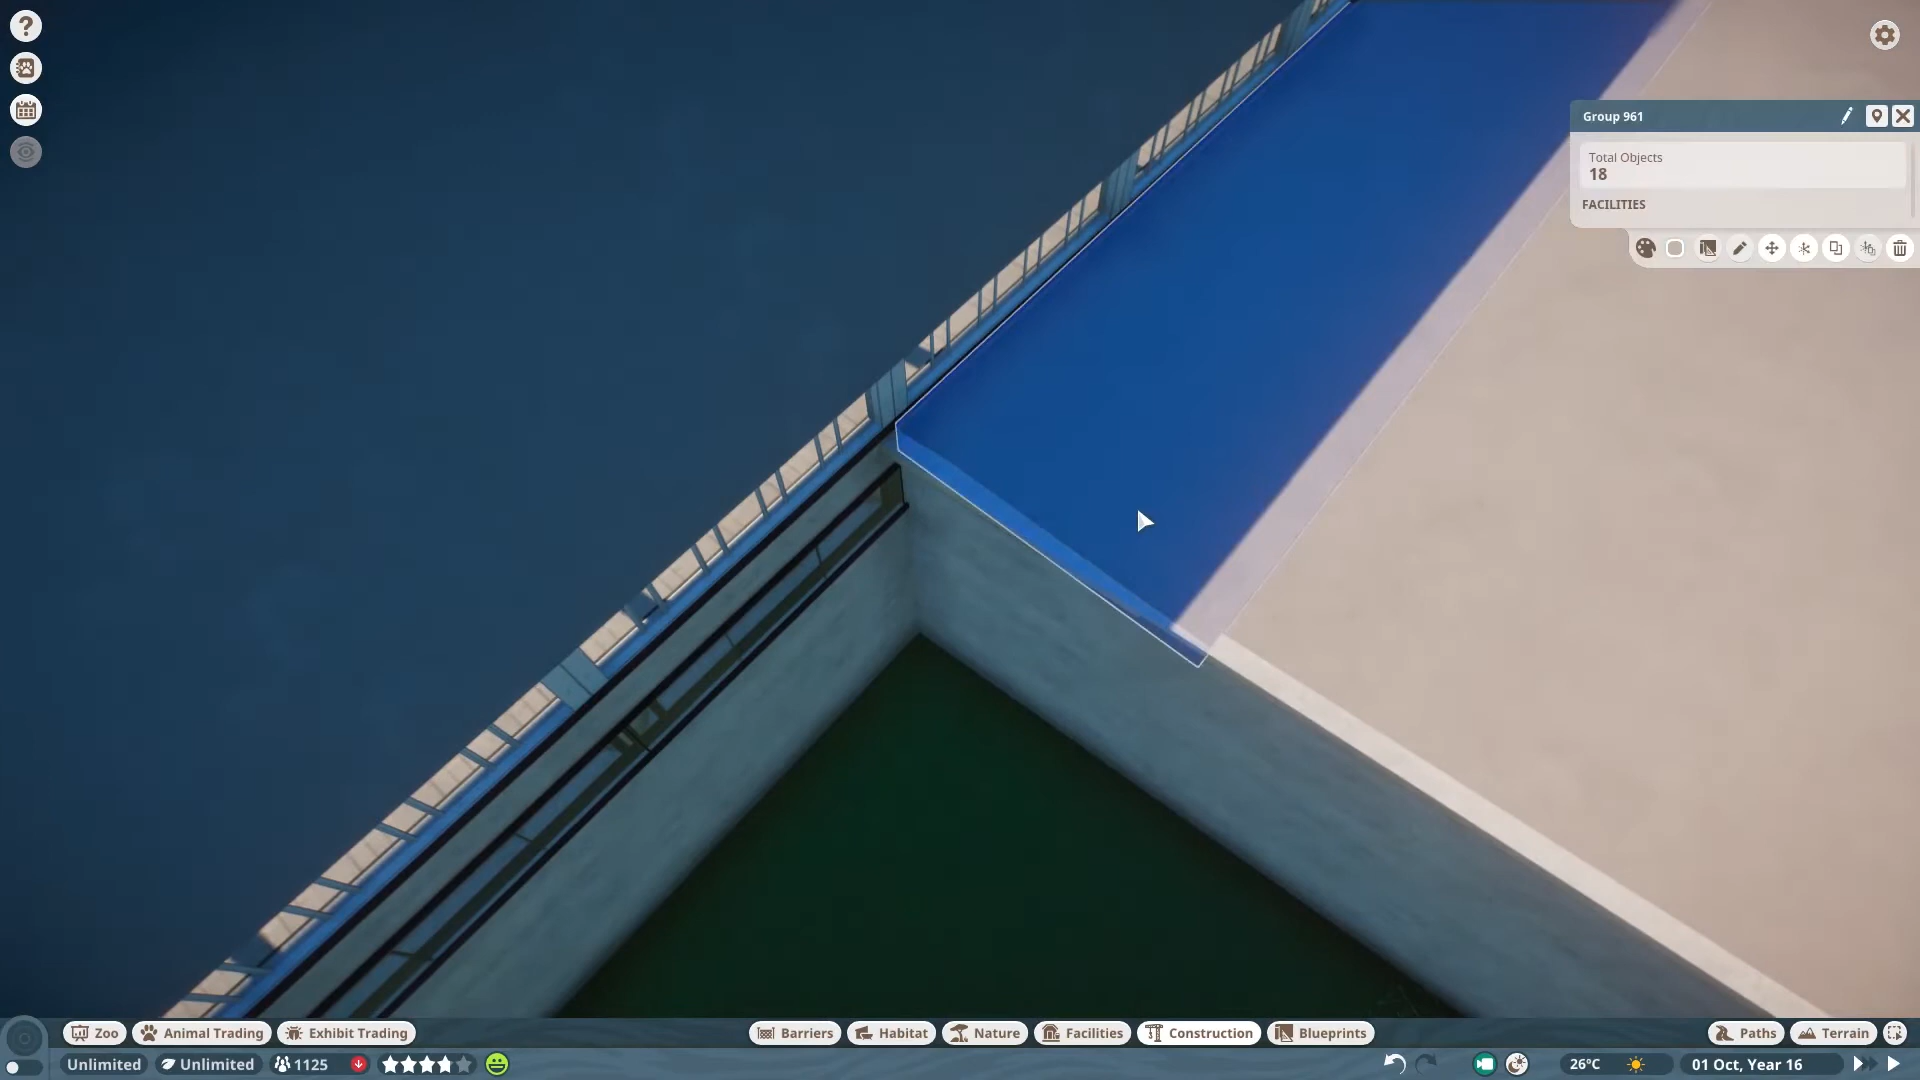 ?
Group 961
Total Objects
18
FACILITIES
Zoo
Animal Trading
Exhibit Trading
Barriers
Habitat
Nature
Facilities
Construction
Blueprints
Paths
Terrain
Unlimited
Unlimited
1125
26°C
01 Oct, Year 16